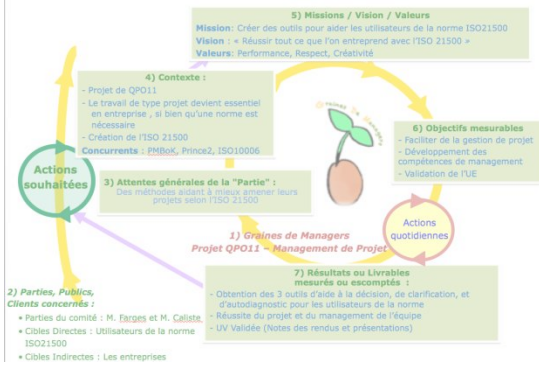 5) Missions / Vision / Valeurs
Mission: Créer des outils pour aider les utilisateurs de la norme ISO21500
Vision : « Réussir tout ce que l'on entreprend avec l'ISO 21500 »
Valeurs: Performance, Respect, Créativité
4) Contexte :
- Projet de QPO11
- Le travail de type projet devient essentiel
en entreprise , si bien qu'une norme est
nécessaire
- Création de l'ISO 21500
Concurrents : PMBoK, Prince2, ISO10006
Graines De Managers
6) Objectifs mesurables
- Faciliter de la gestion de projet
- Développement des
compétences de management
- Validation de l'UE
Actions
souhaitées
3) Attentes générales de la "Partie" :
Des méthodes aidant à mieux amener leurs
projets selon l'ISO 21500
Actions
quotidiennes
1) Graines de Managers
Projet QPO11 – Management de Projet
2) Parties, Publics,
Clients concernés :
• Parties du comité : M. Farges et M. Caliste
• Cibles Directes : Utilisateurs de la norme
ISO21500
• Cibles Indirectes : Les entreprises
7) Résultats ou Livrables
mesurés ou escomptés :
- Obtention des 3 outils d'aide à la décision, de clarification, et
d'autodiagnostic pour les utilisateurs de la norme
- Réussite du projet et du management de l'équipe
- UV Validée (Notes des rendus et présentations)